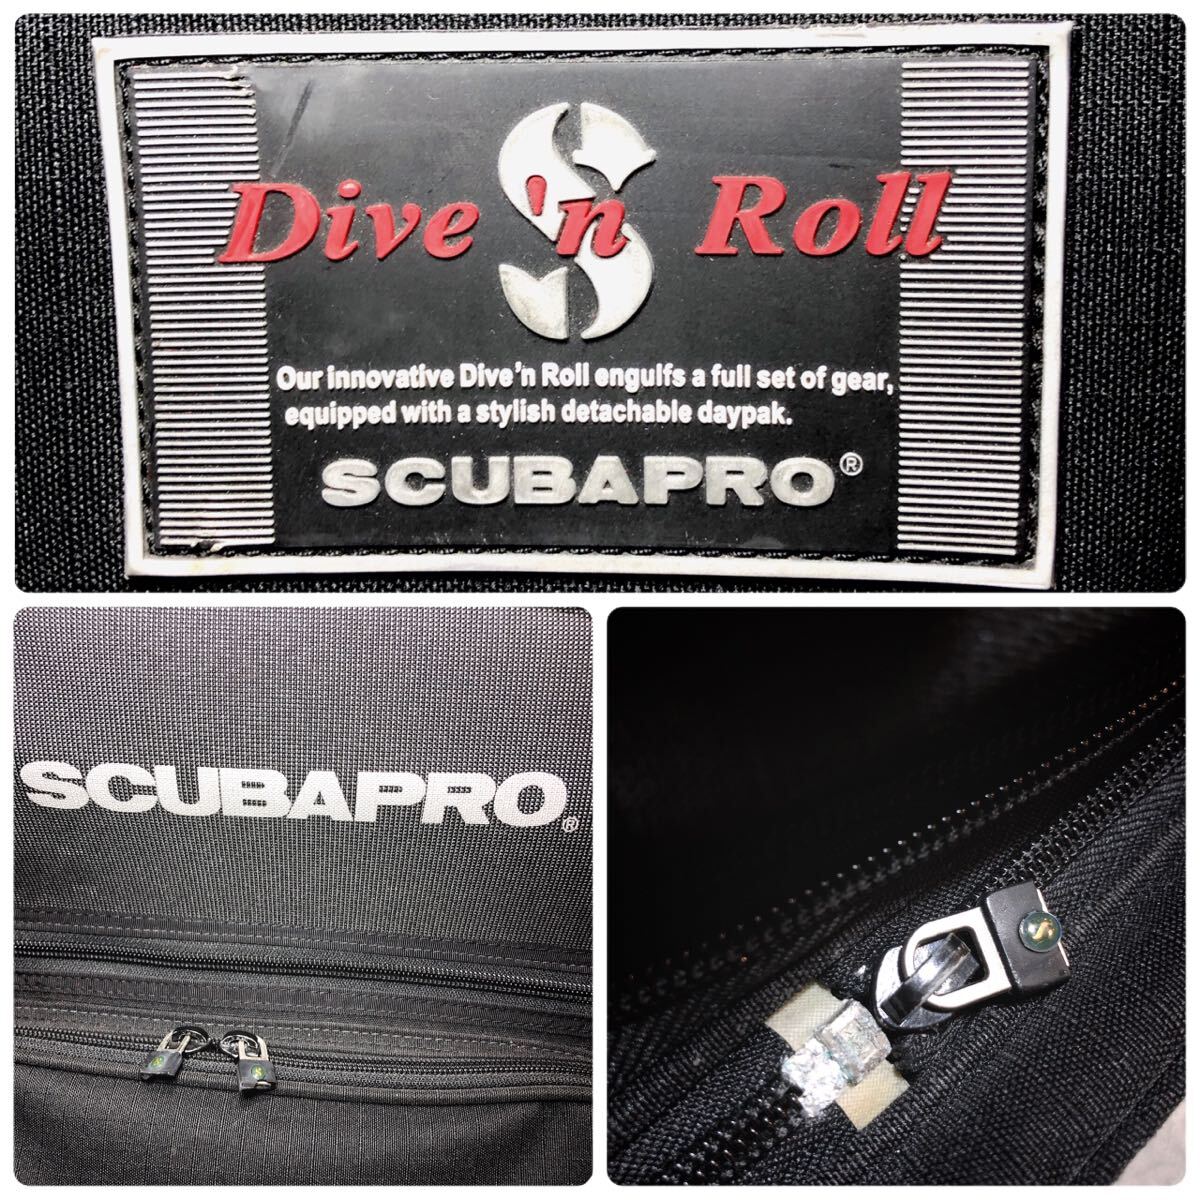 Dive 'n Roll
Our innovative Dive'n Roll engulfs a full set of gear,
equipped with a stylish detachable daypak.
SCUBAPRO®
SCUBAPRO®